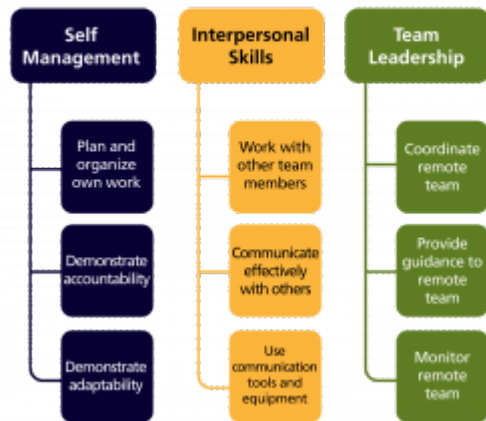 Self
Management
Plan and
organize
own work
Demonstrate
accountability
Demonstrate
adaptability
Interpersonal
Skills
Work with
other team
members
Communicate
effectively
with others
Use
communication
tools and
equipment
Team
Leadership
Coordinate
remote
team
Provide
guidance to
remote
team
Monitor
remote
team